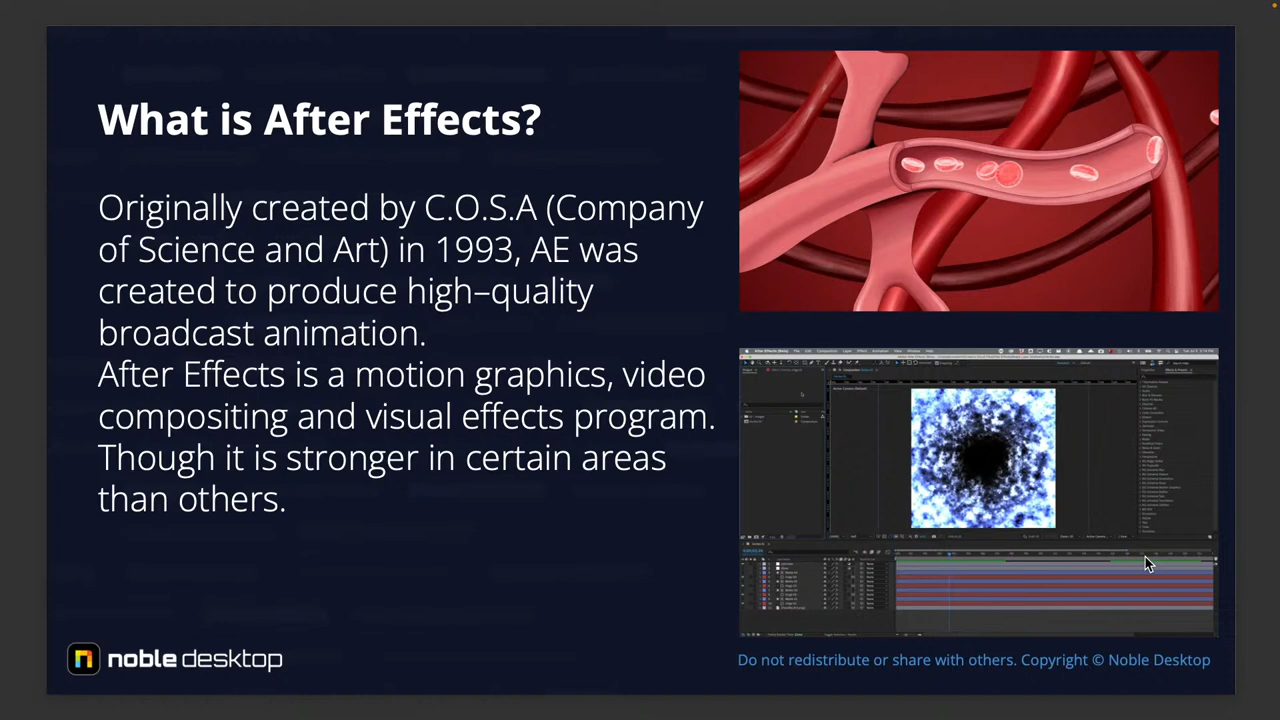 What is After Effects?
Originally created by C.O.S.A (Company
of Science and Art) in 1993, AE was
created to produce high–quality
broadcast animation.
After Effects is a motion graphics, video
compositing and visual effects program.
Though it is stronger in certain areas
than others.
noble desktop
Do not redistribute or share with others. Copyright © Noble Desktop